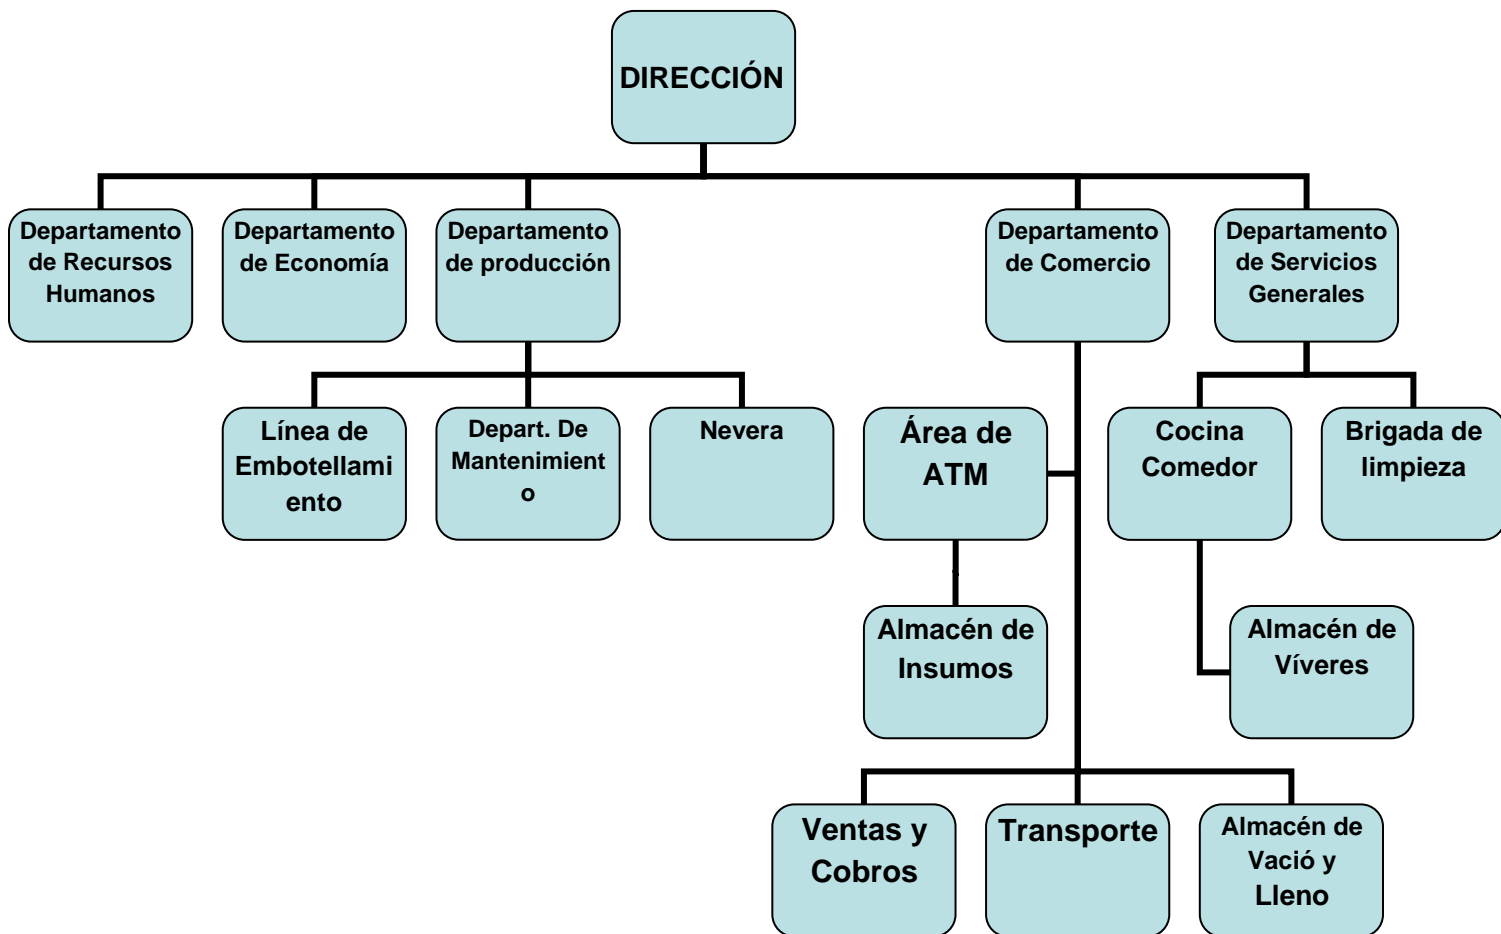 DIRECCIÓN
Departamento
de Recursos
Humanos
Departamento
de Economía
Departamento
de producción
Departamento
de Comercio
Departamento
de Servicios
Generales
Línea de
Embotellami
ento
Depart. De
Mantenimient
o
Nevera
Área de
ATM
Cocina
Comedor
Brigada de
limpieza
Almacén de
Insumos
Almacén de
Víveres
Ventas y
Cobros
Transporte
Almacén de
Vació y
Lleno